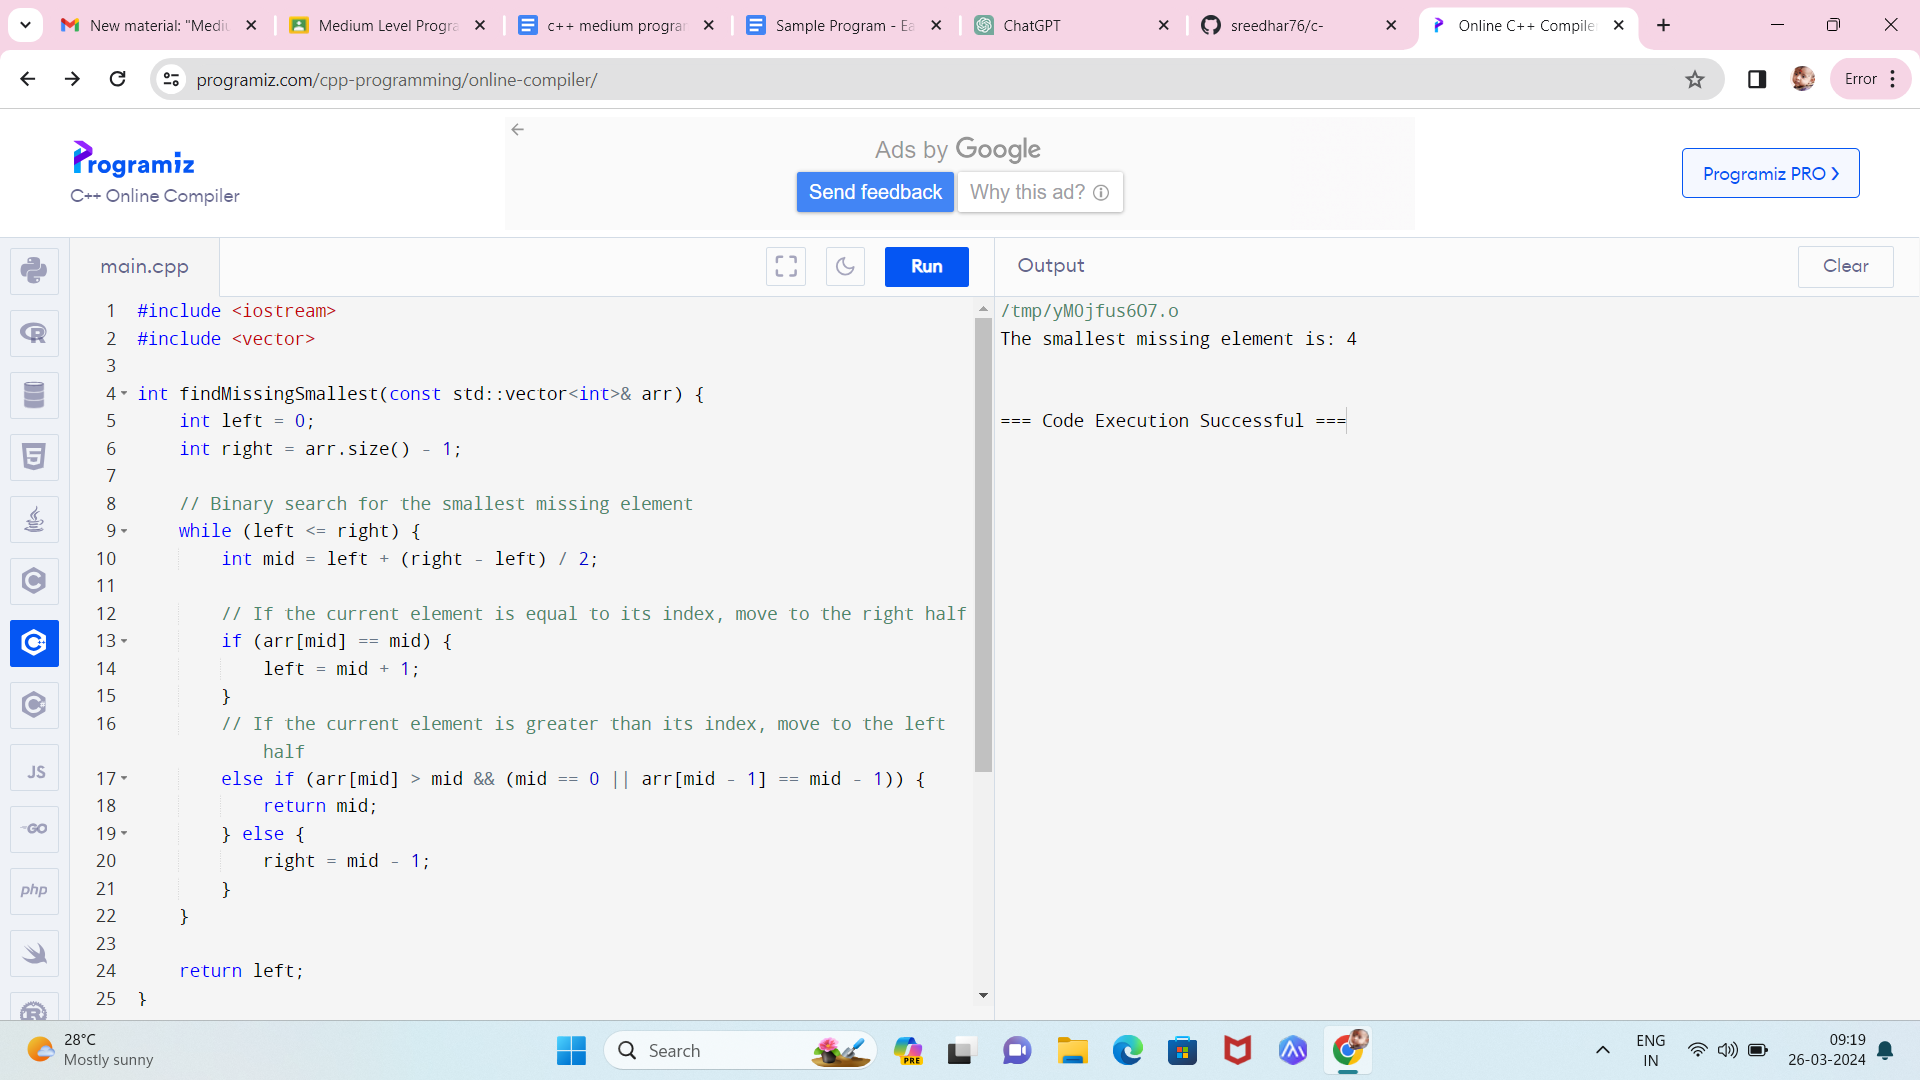 New material: "Mediu
Medium Level Progra
c++ medium program
Sample Program - Ea
ChatGPT
sreedhar76/c-
Online C++ Compiler
programiz.com/cpp-programming/online-compiler/
Error
Programiz
C++ Online Compiler
Ads by Google
Send feedback
Why this ad?
Programiz PRO
main.cpp
Run
Output
Clear
1 #include <iostream>
2 #include <vector>
3
4 int findMissingSmallest(const std::vector<int>& arr) {
5 int left = 0;
6 int right = arr.size() - 1;
7
8 // Binary search for the smallest missing element
9 while (left <= right) {
10 int mid = left + (right - left) / 2;
11
12 // If the current element is equal to its index, move to the right half
13 if (arr[mid] == mid) {
14 left = mid + 1;
15 }
16 // If the current element is greater than its index, move to the left
half
17 else if (arr[mid] > mid && (mid == 0 || arr[mid - 1] == mid - 1)) {
18 return mid;
19 } else {
20 right = mid - 1;
21 }
22 }
23
24 return left;
25 }
/tmp/yM0jfus6O7.o
The smallest missing element is: 4
=== Code Execution Successful ===
JS
GO
php
28°C
Mostly sunny
Search
PRE
ENG
IN
09:19
26-03-2024